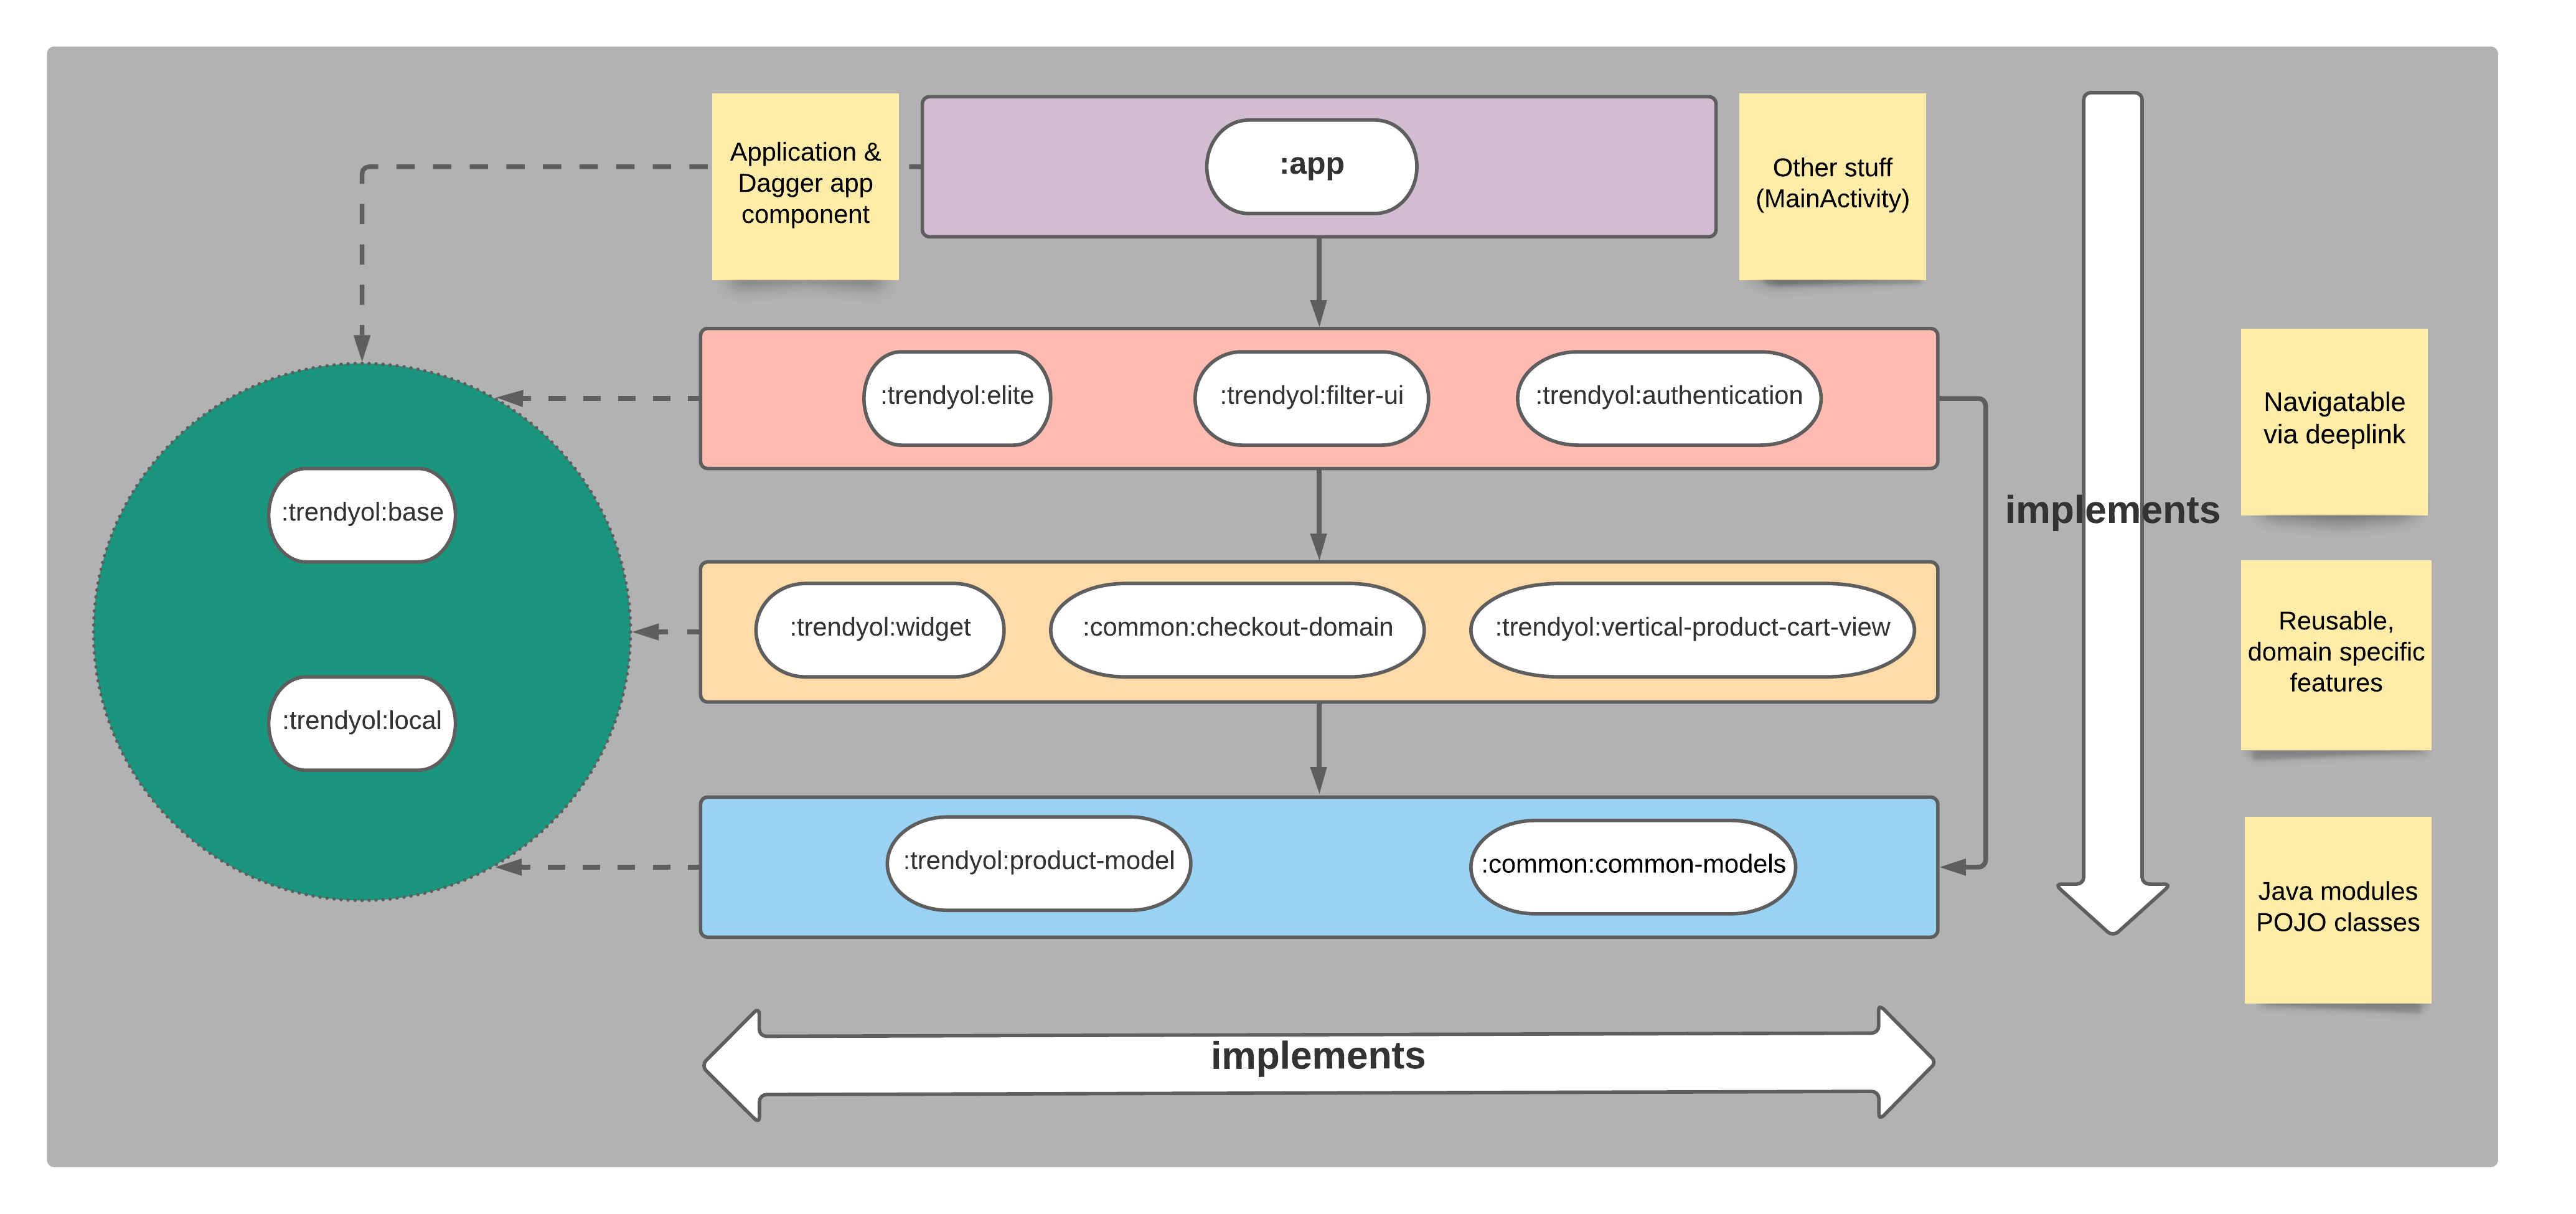 Application &
Dagger app
component
:app
Other stuff
(MainActivity)
:trendyol:elite
:trendyol:filter-ui
:trendyol:authentication
Navigatable
via deeplink
implements
:trendyol:base
:trendyol:local
:trendyol:widget
:common:checkout-domain
:trendyol:vertical-product-cart-view
Reusable,
domain specific
features
:trendyol:product-model
:common:common-models
Java modules
POJO classes
implements